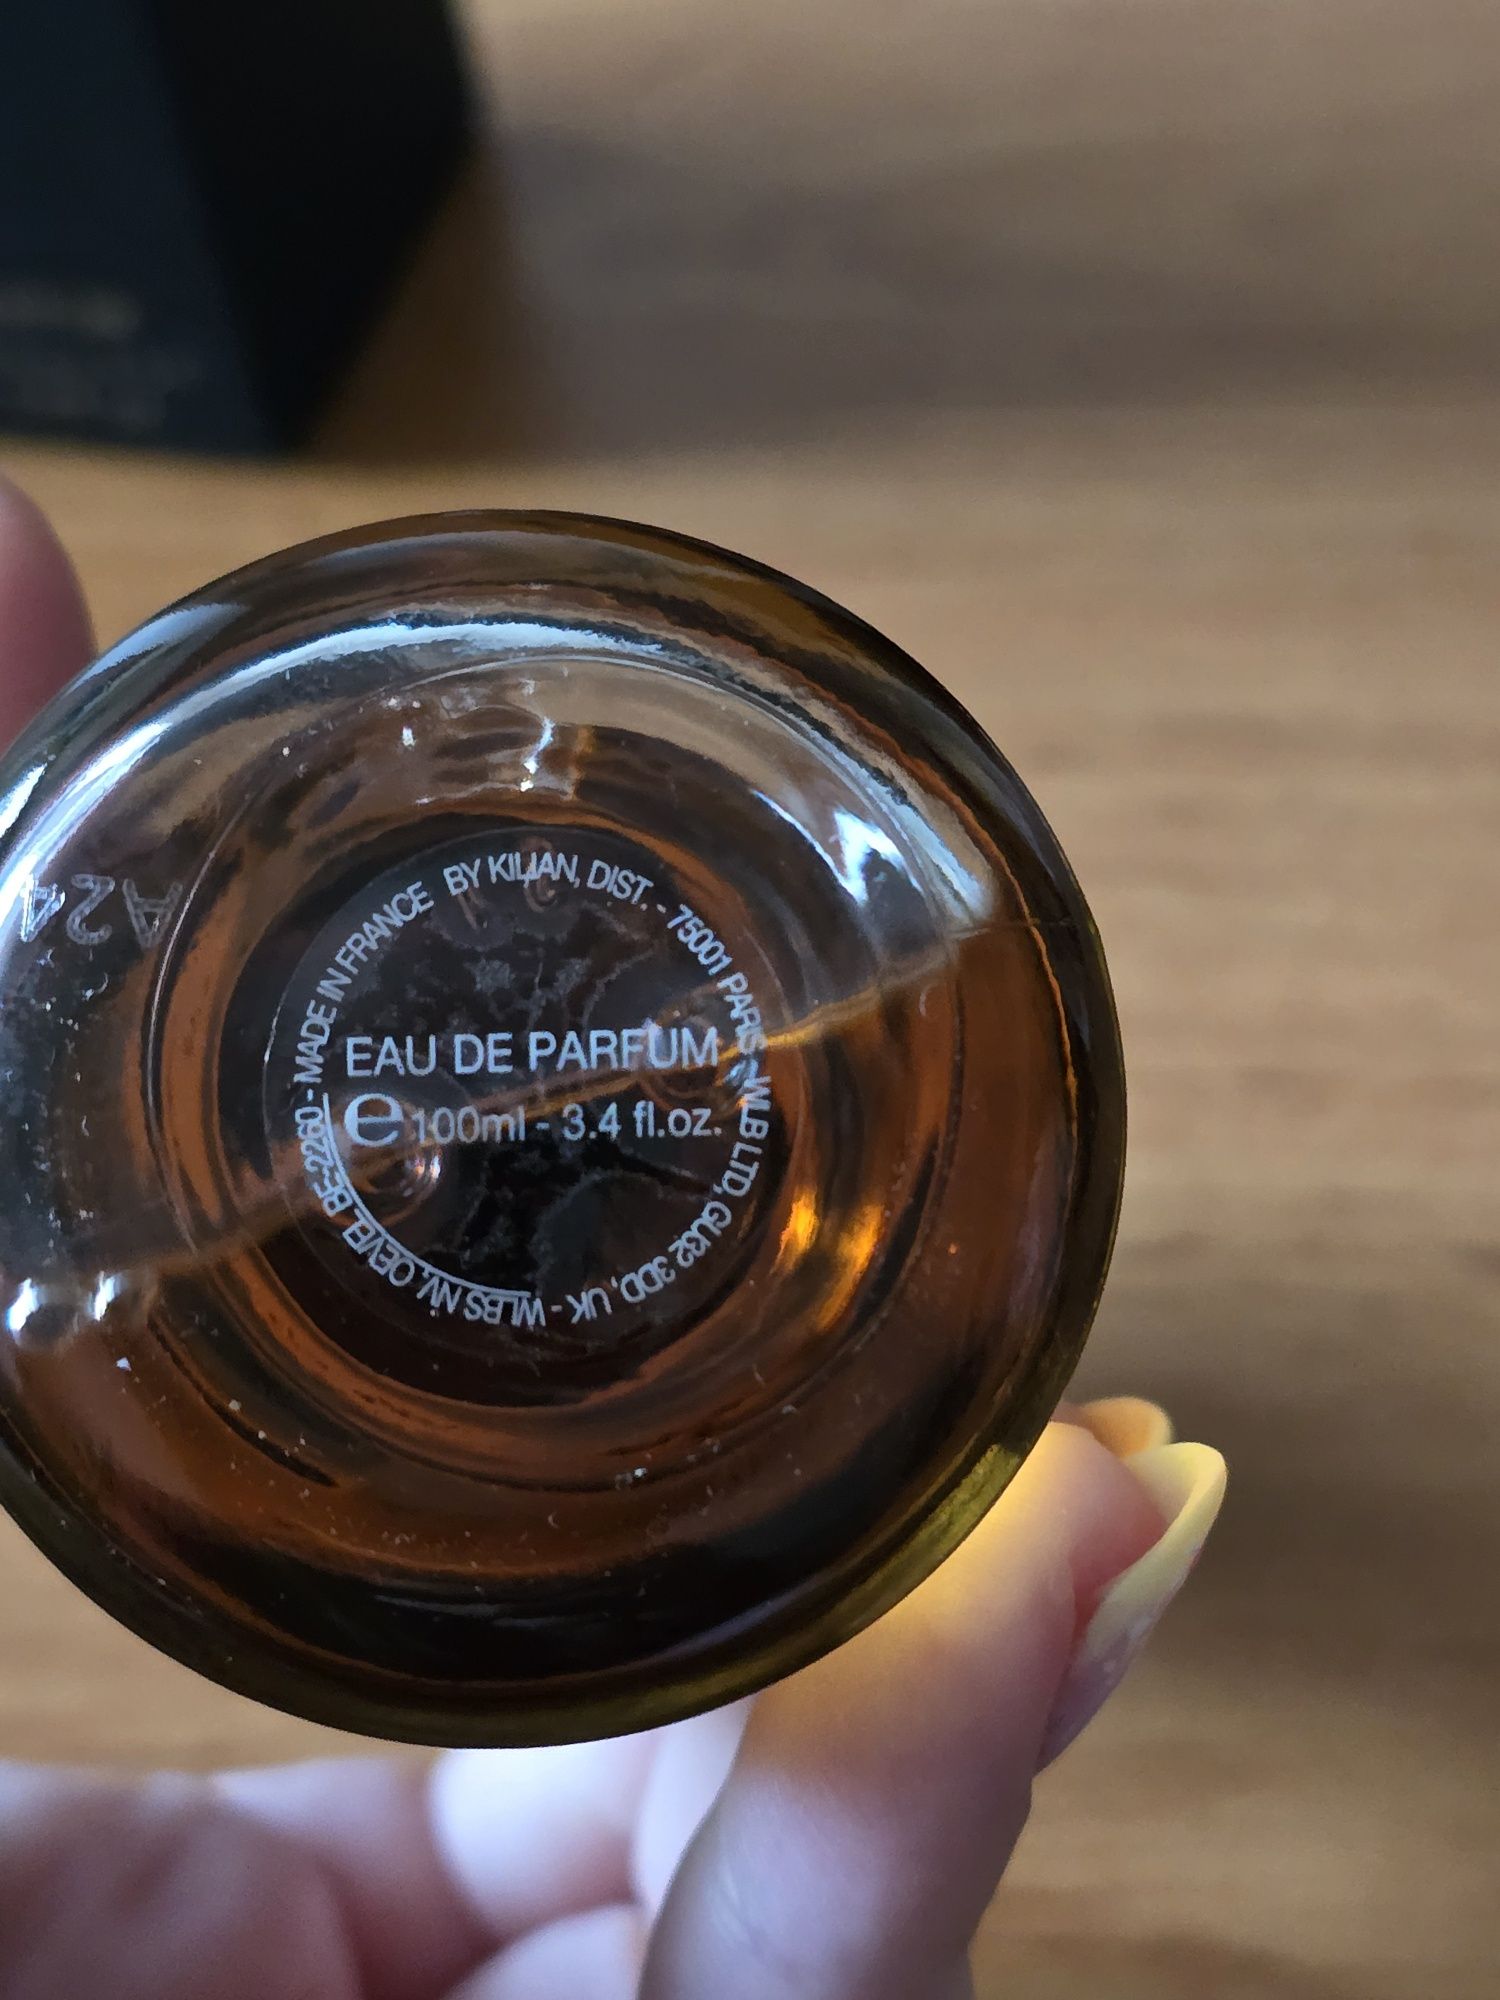 BY KILIAN, DIST. - 75001 PARIS - WLB LTD, GU32 3DD, UK - WLBS NV, OEVEL BE-2260 - MADE IN FRANCE
EAU DE PARFUM
e 100ml - 3.4 fl.oz.
A24